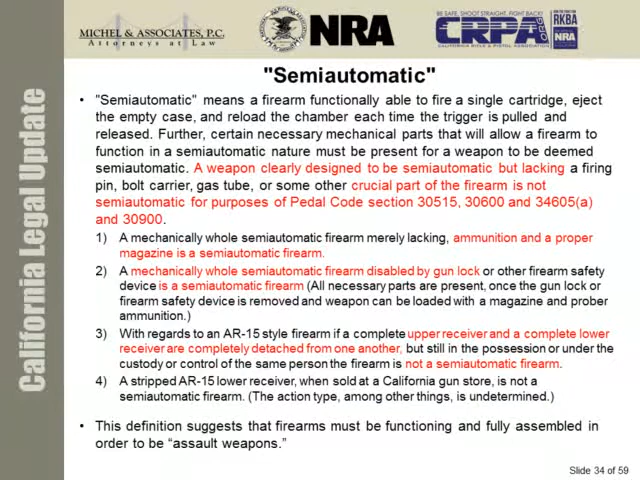 MICHEL & ASSOCIATES, P.C.
Attorneys at Law
NRA
BE SAFE, SHOOT STRAIGHT, FIGHT BACK!
CRPA.ORG
CALIFORNIA RIFLE & PISTOL ASSOCIATION
RKBA
NRA
California Legal Update
"Semiautomatic"
• "Semiautomatic" means a firearm functionally able to fire a single cartridge, eject
the empty case, and reload the chamber each time the trigger is pulled and
released. Further, certain necessary mechanical parts that will allow a firearm to
function in a semiautomatic nature must be present for a weapon to be deemed
semiautomatic. A weapon clearly designed to be semiautomatic but lacking a firing
pin, bolt carrier, gas tube, or some other crucial part of the firearm is not
semiautomatic for purposes of Pedal Code section 30515, 30600 and 34605(a)
and 30900.
1) A mechanically whole semiautomatic firearm merely lacking, ammunition and a proper
magazine is a semiautomatic firearm.
2) A mechanically whole semiautomatic firearm disabled by gun lock or other firearm safety
device is a semiautomatic firearm (All necessary parts are present, once the gun lock or
firearm safety device is removed and weapon can be loaded with a magazine and prober
ammunition.)
3) With regards to an AR-15 style firearm if a complete upper receiver and a complete lower
receiver are completely detached from one another, but still in the possession or under the
custody or control of the same person the firearm is not a semiautomatic firearm.
4) A stripped AR-15 lower receiver, when sold at a California gun store, is not a
semiautomatic firearm. (The action type, among other things, is undetermined.)
• This definition suggests that firearms must be functioning and fully assembled in
order to be “assault weapons.”
Slide 34 of 59